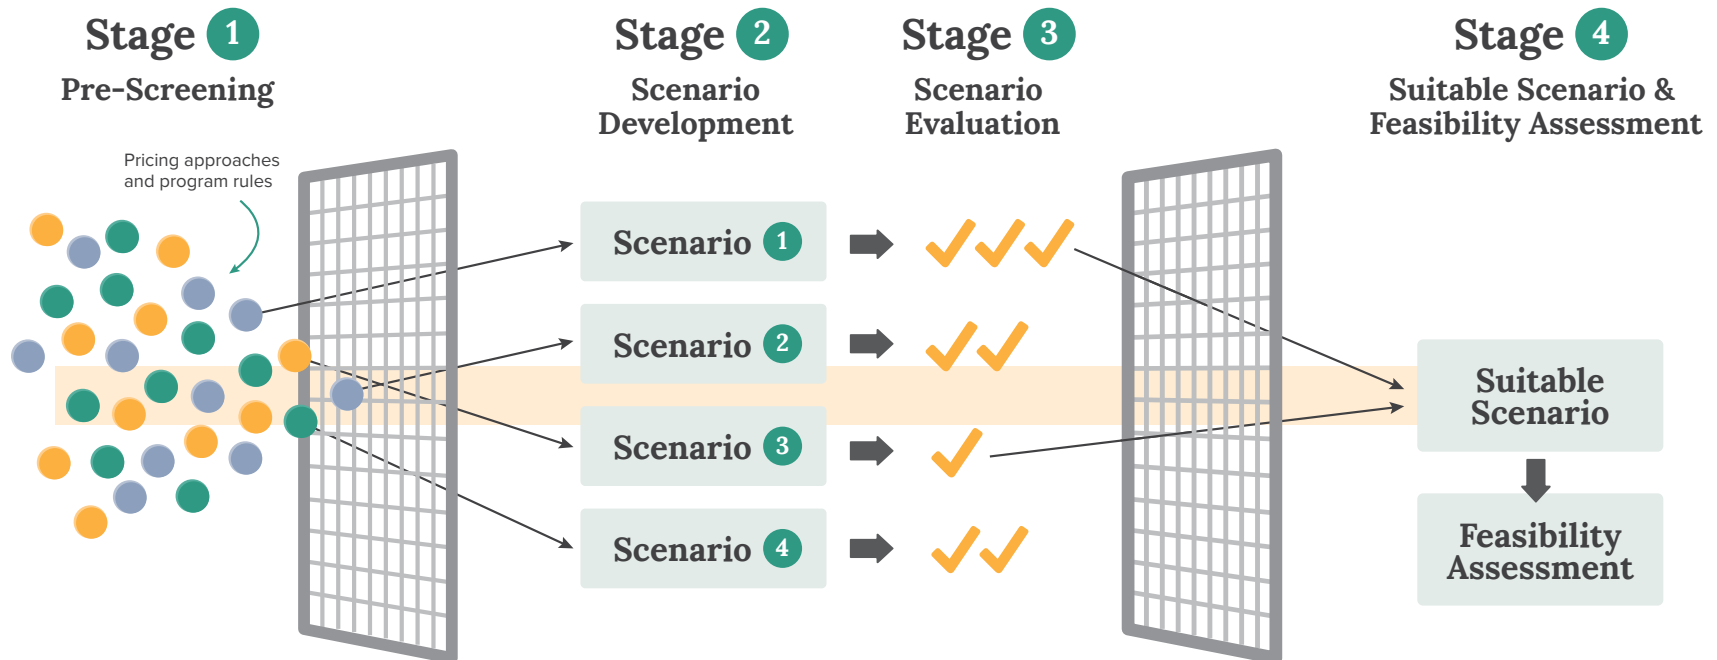 Stage 1
Pre-Screening
Pricing approaches
and program rules
Stage 2
Scenario
Development
Scenario 1
Scenario 2
Scenario 3
Scenario 4
Stage 3
Scenario
Evaluation
Stage 4
Suitable Scenario &
Feasibility Assessment
Suitable
Scenario
Feasibility
Assessment